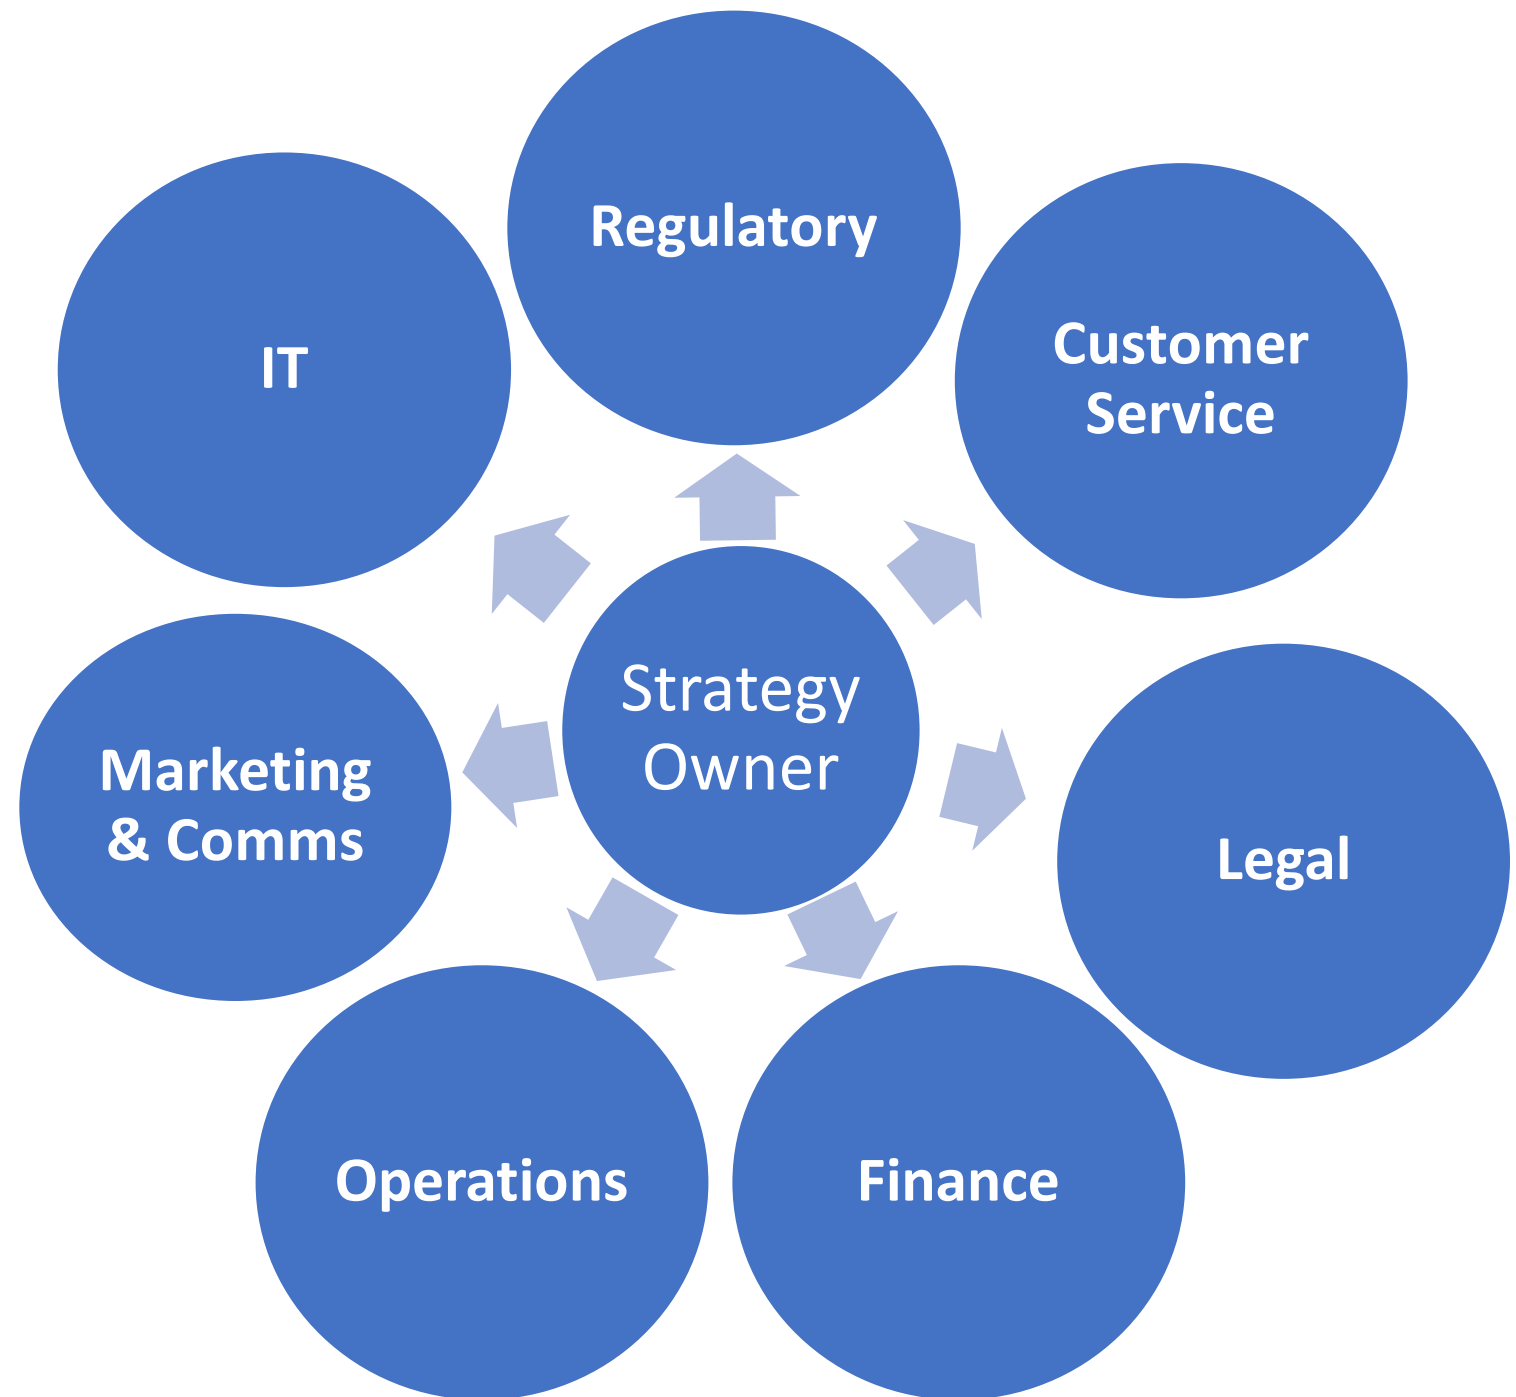 Regulatory
Customer
Service
IT
Strategy
Owner
Marketing
& Comms
Legal
Operations
Finance